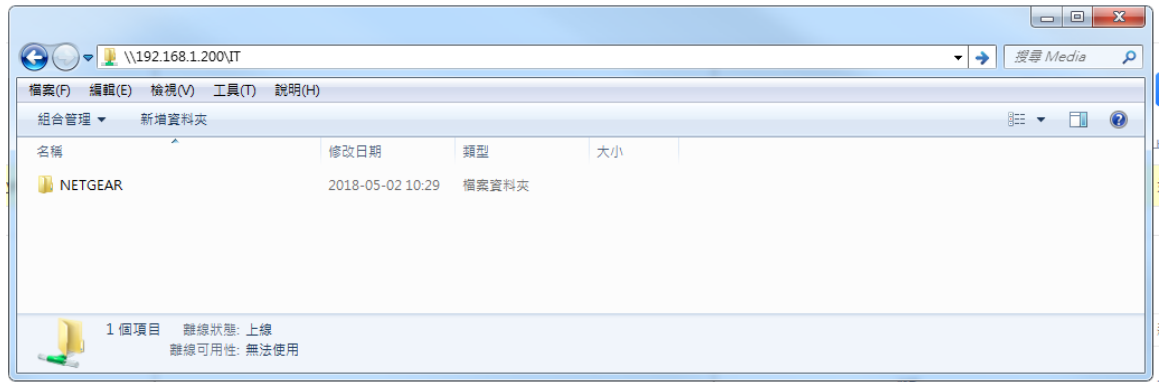 \\192.168.1.200\IT
搜尋 Media
檔案(F) 編輯(E) 檢視(V) 工具(T) 說明(H)
組合管理 新增資料夾
名稱 修改日期 類型 大小
NETGEAR 2018-05-02 10:29 檔案資料夾
1 個項目 離線狀態: 上線
離線可用性: 無法使用